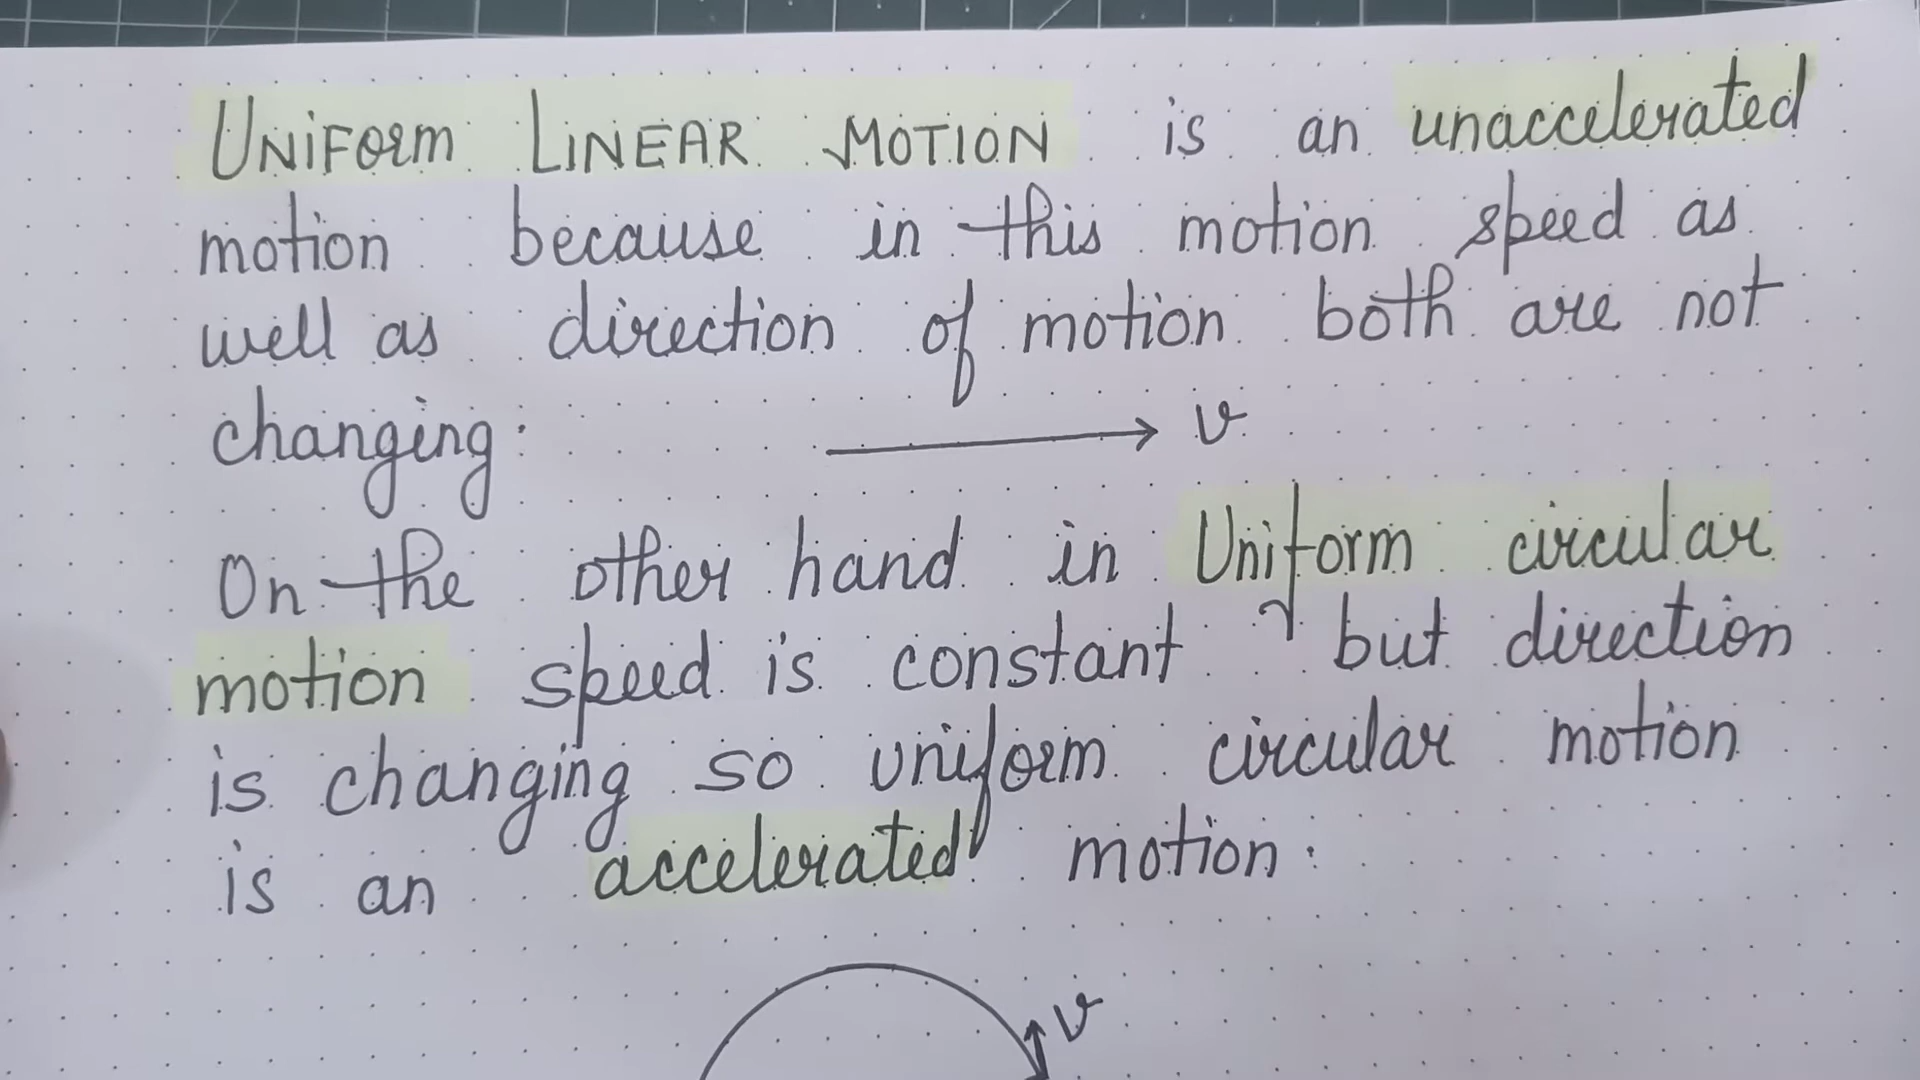 UNIFORM LINEAR MOTION is an unaccelerated
motion because in this motion speed as
well as direction of motion both are not
changing.
v
On the other hand in Uniform circular
motion speed is constant but direction
is changing so uniform circular motion
is an accelerated motion.
v